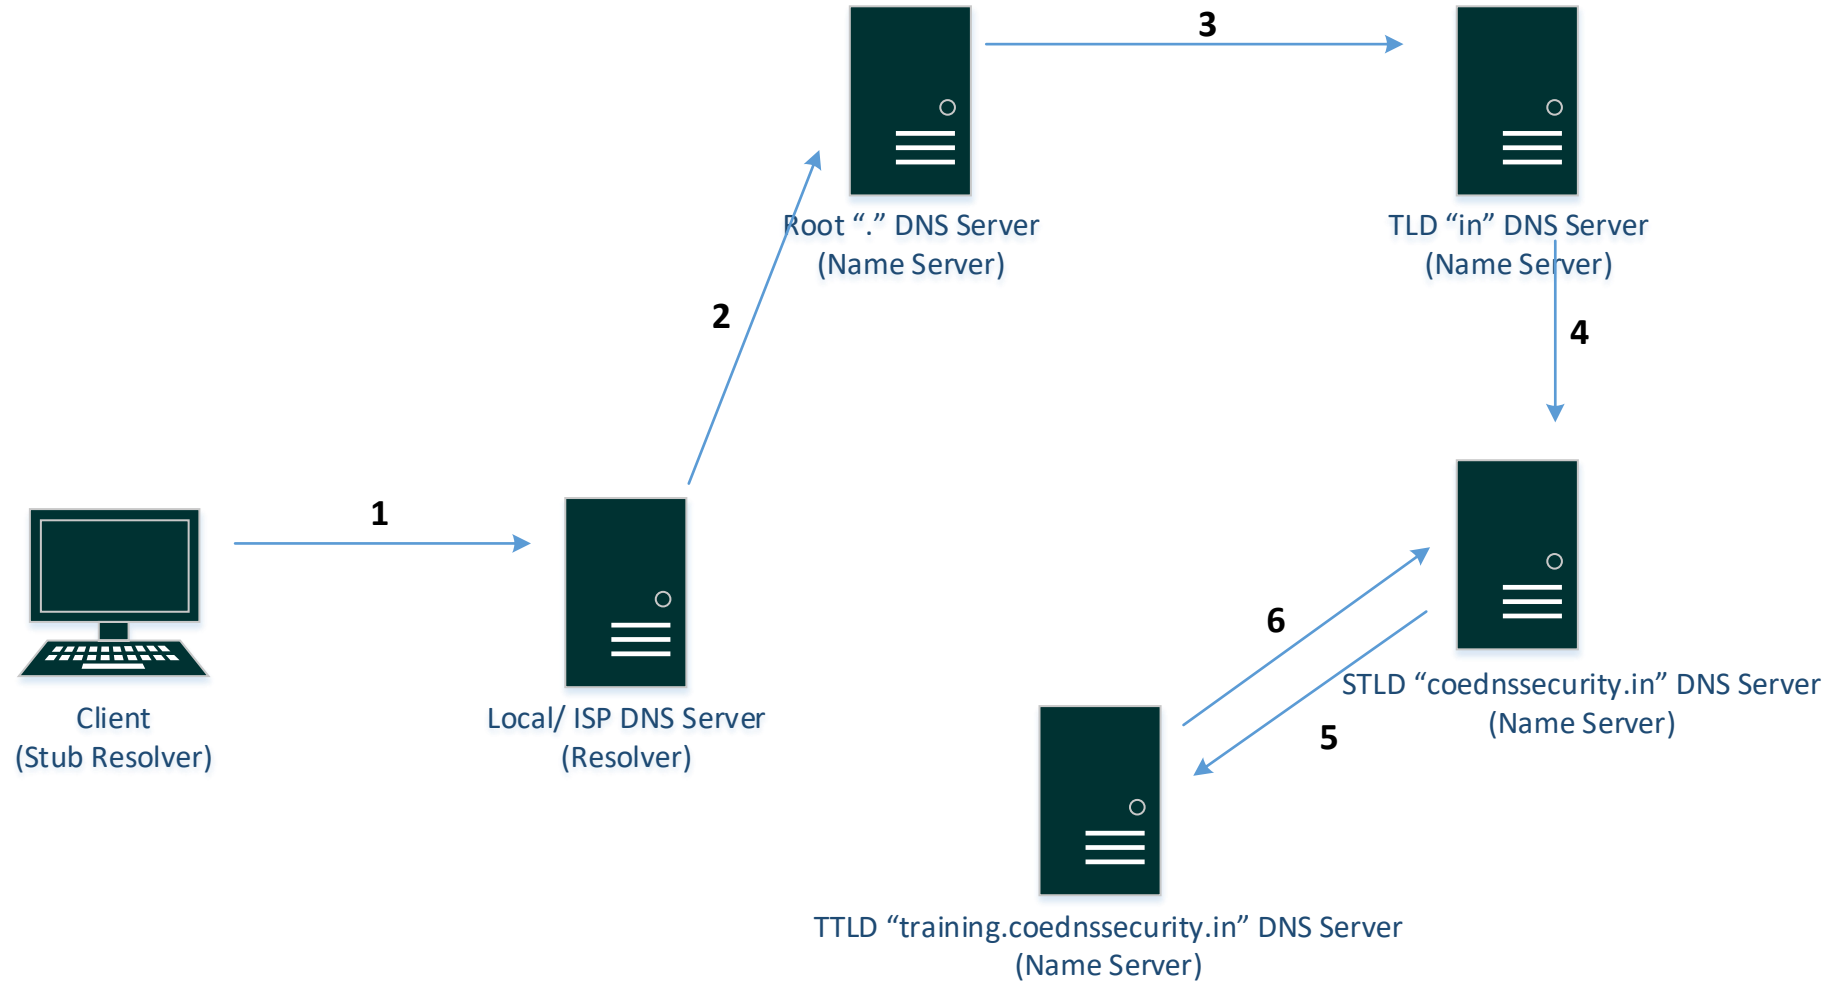 3
Root “.” DNS Server
(Name Server)
TLD “in” DNS Server
(Name Server)
2
4
1
6
5
Client
(Stub Resolver)
Local/ ISP DNS Server
(Resolver)
STLD “coednssecurity.in” DNS Server
(Name Server)
TTLD “training.coednssecurity.in” DNS Server
(Name Server)